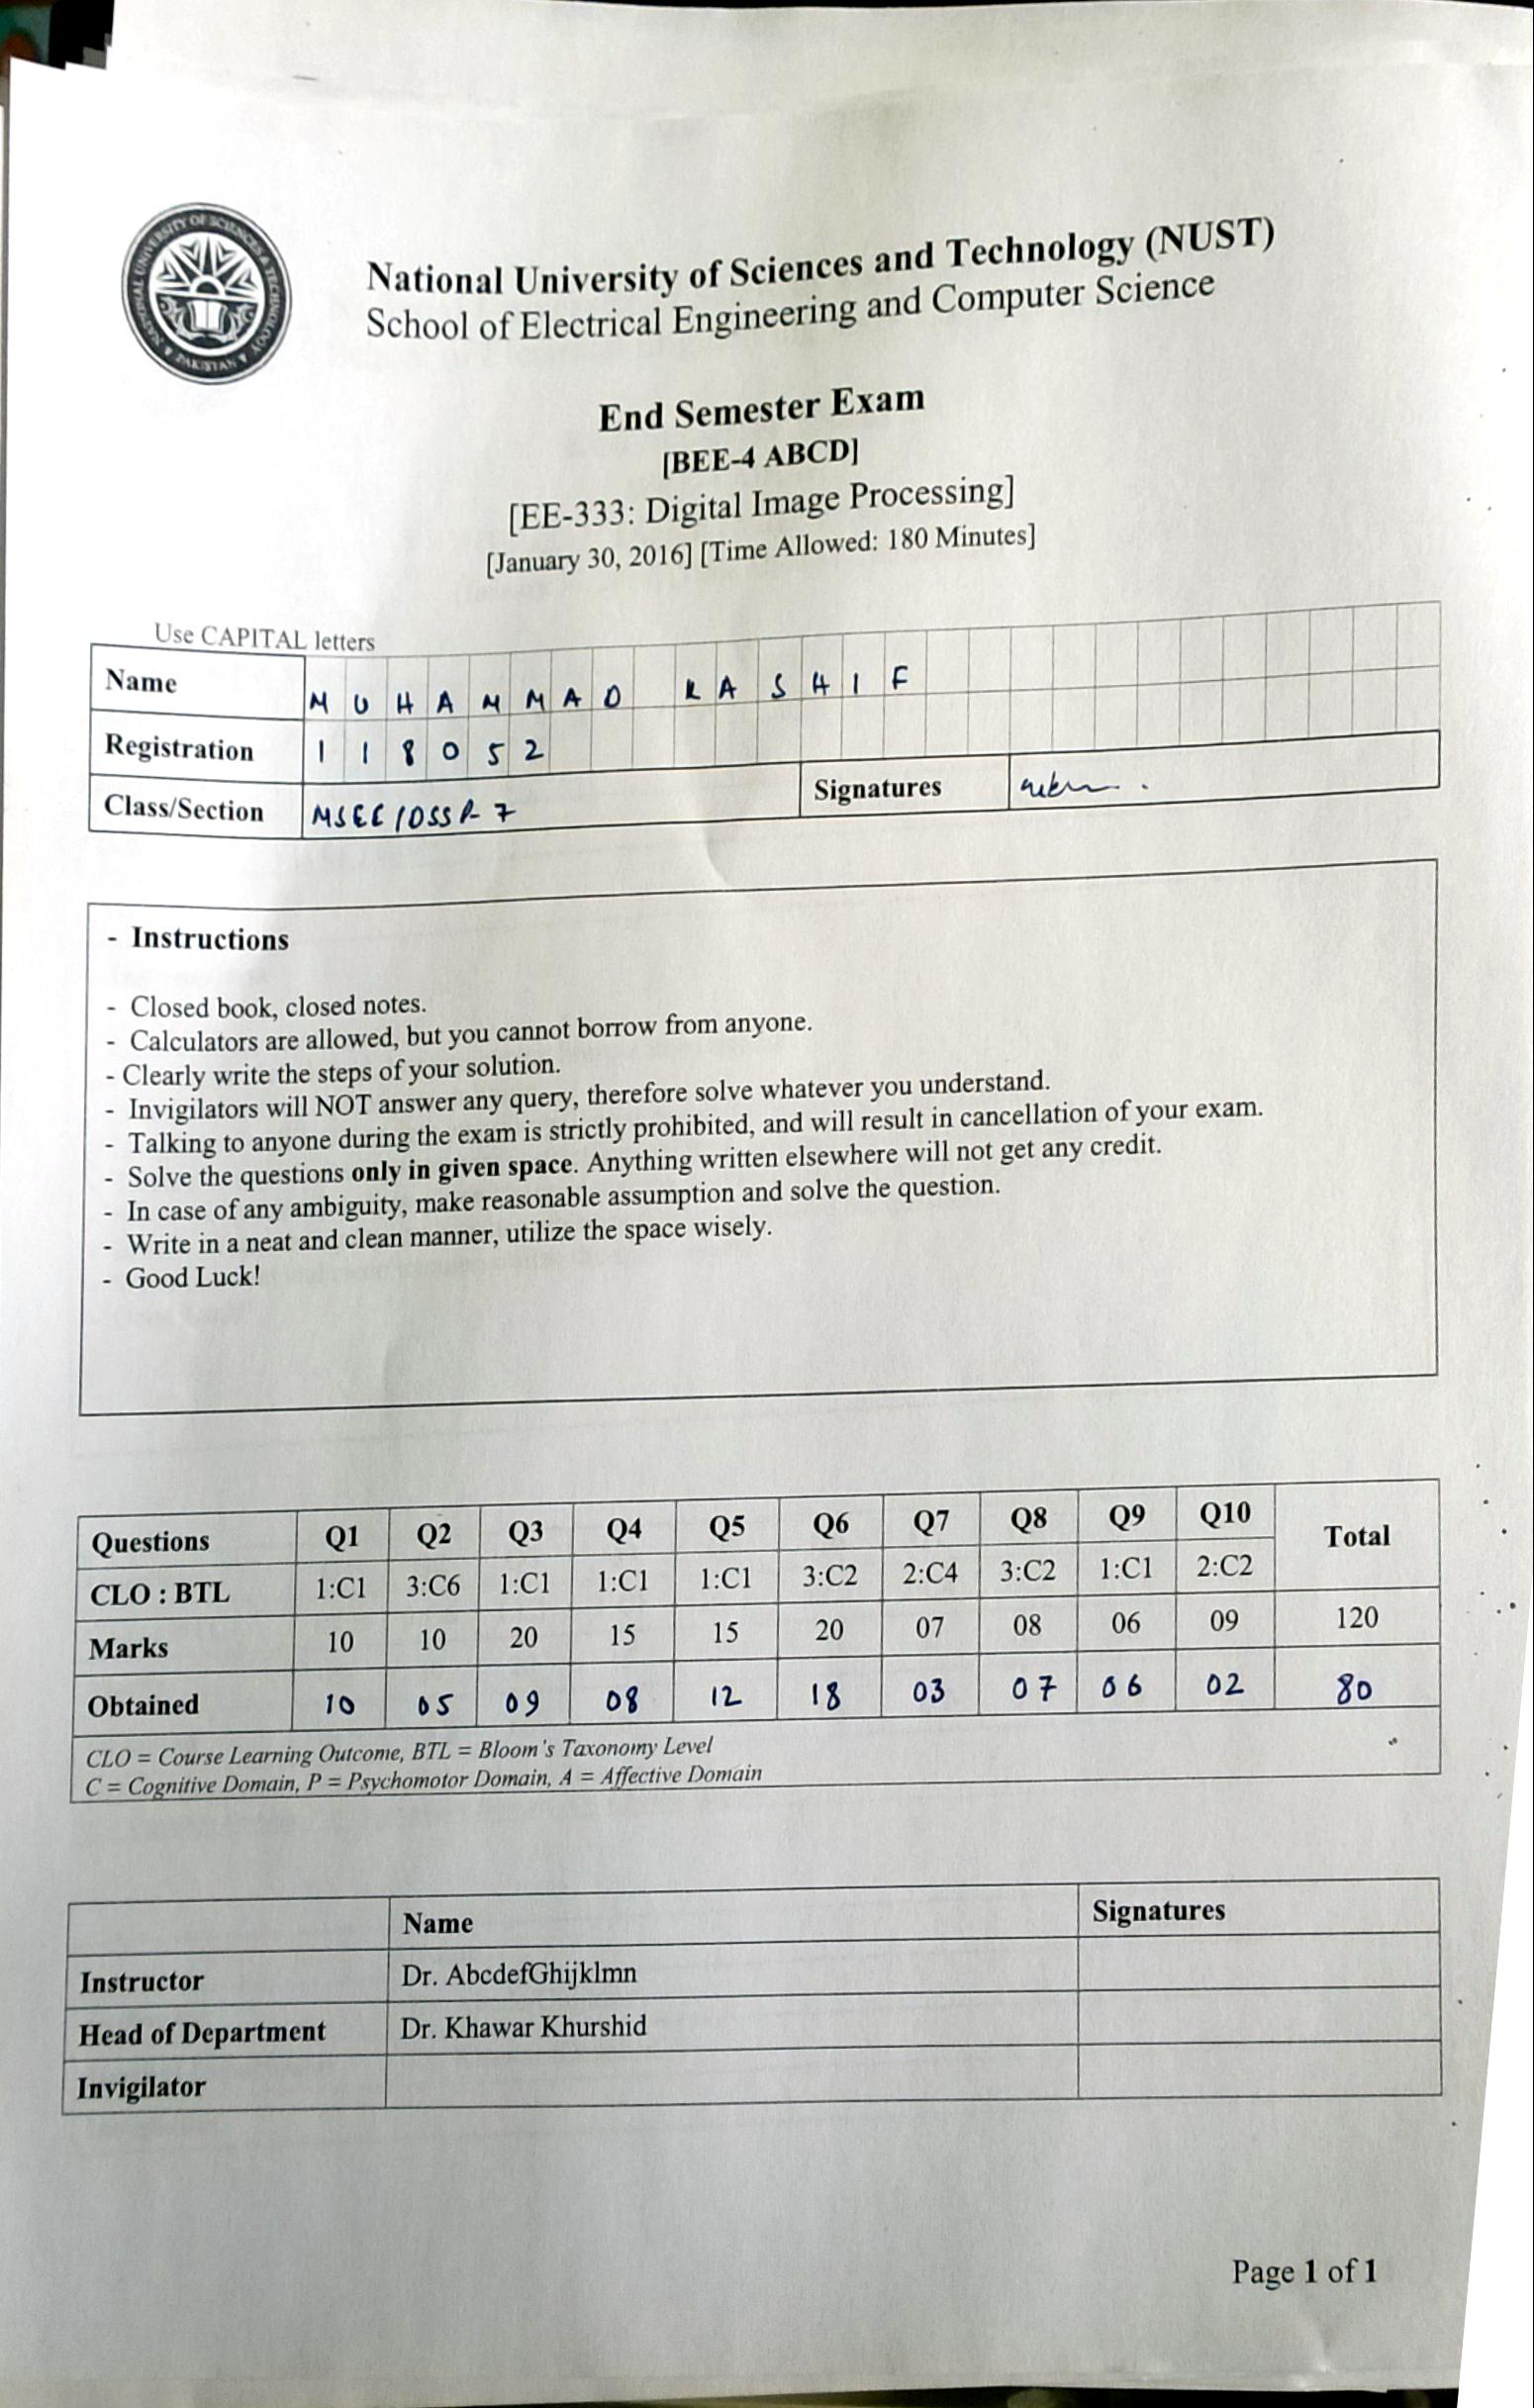 NATIONAL UNIVERSITY OF SCIENCES & TECHNOLOGY
PAKISTAN
National University of Sciences and Technology (NUST)
School of Electrical Engineering and Computer Science
End Semester Exam
[BEE-4 ABCD]
[EE-333: Digital Image Processing]
[January 30, 2016] [Time Allowed: 180 Minutes]
Use CAPITAL letters
Name MUHAMMAD KASHIF
Registration 118052
Class/Section MSEE/DSSP-7 Signatures
- Instructions
- Closed book, closed notes.
- Calculators are allowed, but you cannot borrow from anyone.
- Clearly write the steps of your solution.
- Invigilators will NOT answer any query, therefore solve whatever you understand.
- Talking to anyone during the exam is strictly prohibited, and will result in cancellation of your exam.
- Solve the questions only in given space. Anything written elsewhere will not get any credit.
- In case of any ambiguity, make reasonable assumption and solve the question.
- Write in a neat and clean manner, utilize the space wisely.
- Good Luck!
Questions Q1 Q2 Q3 Q4 Q5 Q6 Q7 Q8 Q9 Q10 Total
CLO : BTL 1:C1 3:C6 1:C1 1:C1 1:C1 3:C2 2:C4 3:C2 1:C1 2:C2
Marks 10 10 20 15 15 20 07 08 06 09 120
Obtained 10 05 09 08 12 18 03 07 06 02 80
CLO = Course Learning Outcome, BTL = Bloom's Taxonomy Level
C = Cognitive Domain, P = Psychomotor Domain, A = Affective Domain
Name Signatures
Instructor Dr. AbcdefGhijklmn
Head of Department Dr. Khawar Khurshid
Invigilator
Page 1 of 1